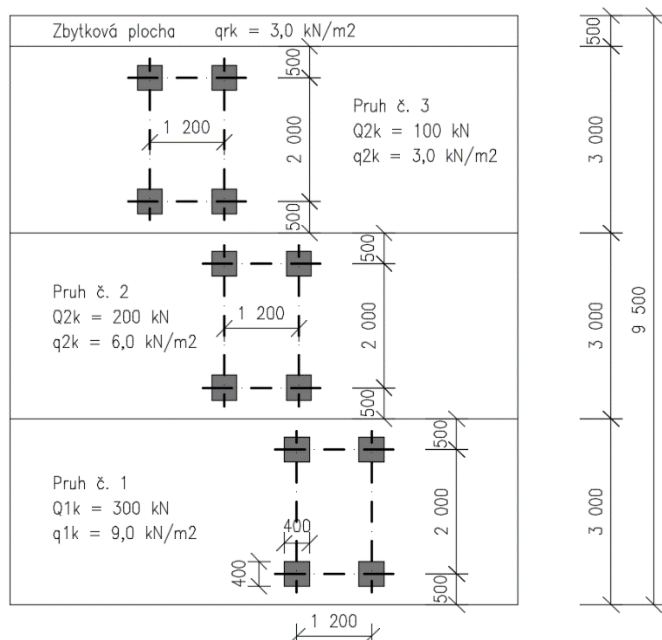 Zbytková plocha qrk = 3,0 kN/m2
500
500
1 200
2 000
Pruh č. 3
Q2k = 100 kN
q2k = 3,0 kN/m2
3 000
500
500
Pruh č. 2
Q2k = 200 kN
q2k = 6,0 kN/m2
1 200
2 000
3 000
9 500
500
500
Pruh č. 1
Q1k = 300 kN
q1k = 9,0 kN/m2
400
400
2 000
3 000
500
1 200